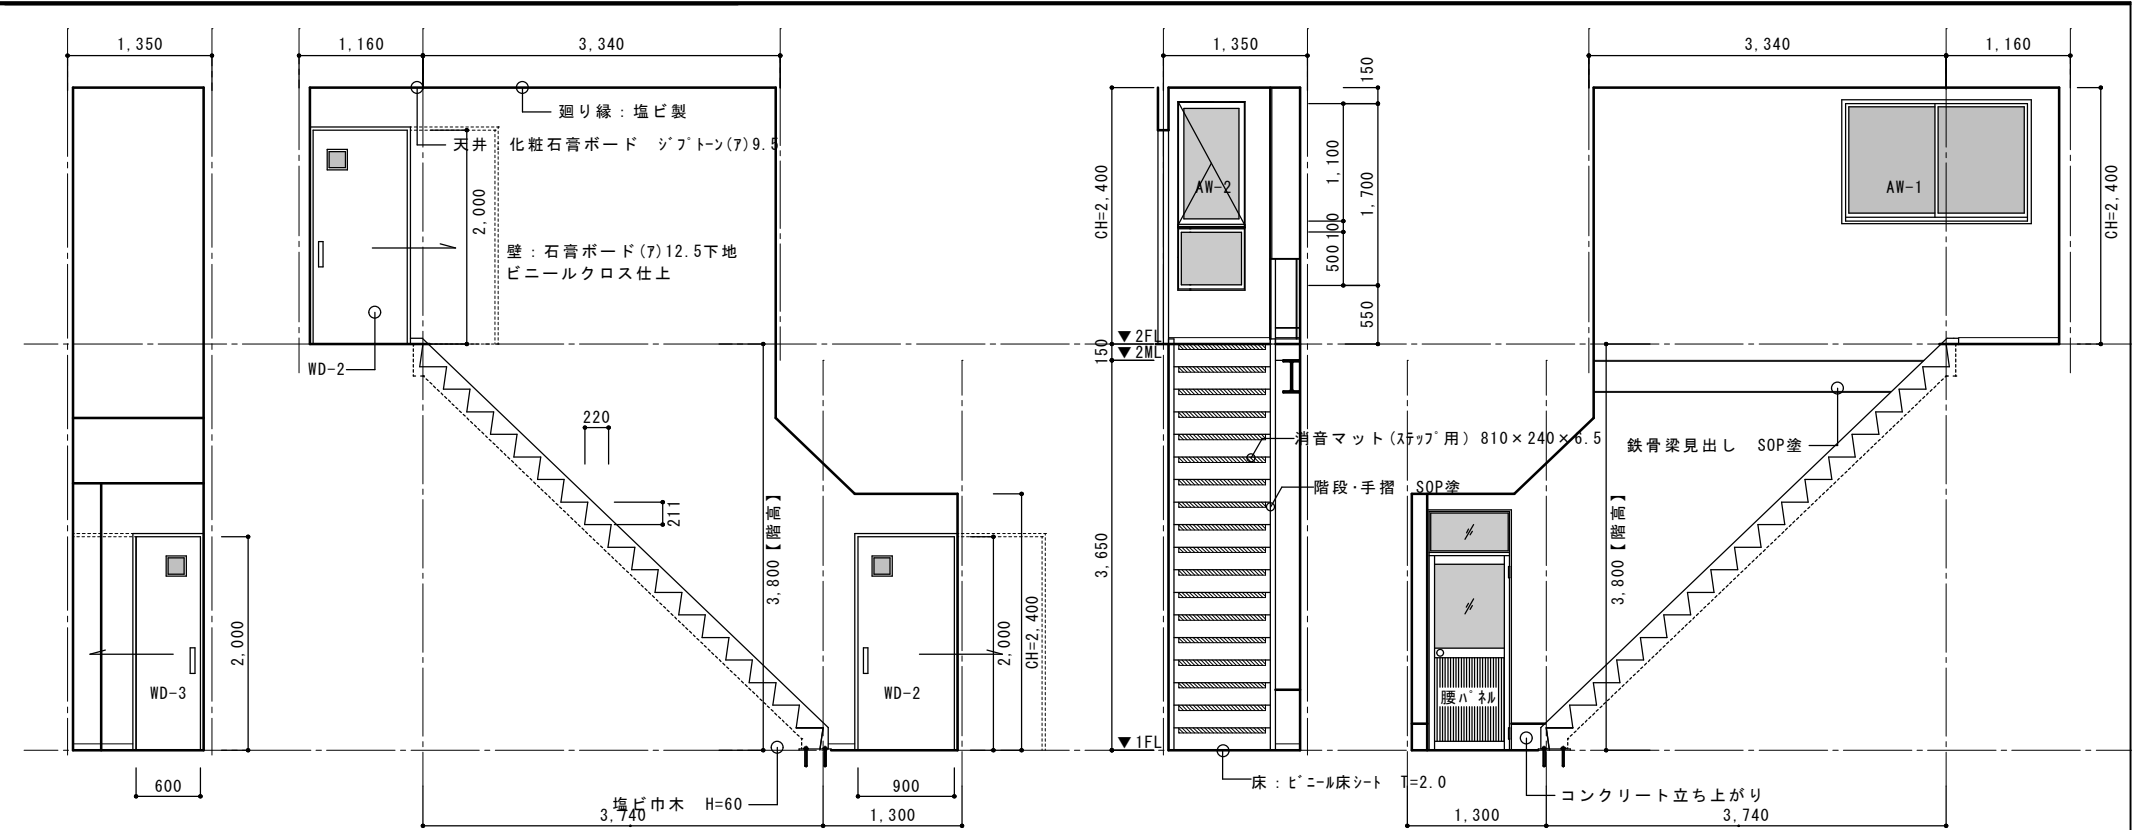 1,350
1,160
3,340
1,350
3,340
1,160
150
廻り縁：塩ビ製
天井　化粧石膏ボード　ｼﾞﾌﾟﾄｰﾝ(ｱ)9.5
2,000
壁：石膏ボード(ｱ)12.5下地
ビニールクロス仕上
WD-2
CH=2,400
AW-2
1,100
1,700
100
500
550
AW-1
CH=2,400
▼2FL
▼2ML
150
220
211
3,800【階高】
消音マット(ｽﾃｯﾌﾟ用) 810×240×6.5
鉄骨梁見出し　SOP塗
階段･手摺　SOP塗
3,650
3,800【階高】
2,000
WD-3
WD-2
2,000
CH=2,400
腰ﾊﾟﾈﾙ
▼1FL
600
塩ビ巾木　H=60
900
床：ﾋﾞﾆｰﾙ床ｼｰﾄ　T=2.0
コンクリート立ち上がり
3,740
1,300
1,300
3,740